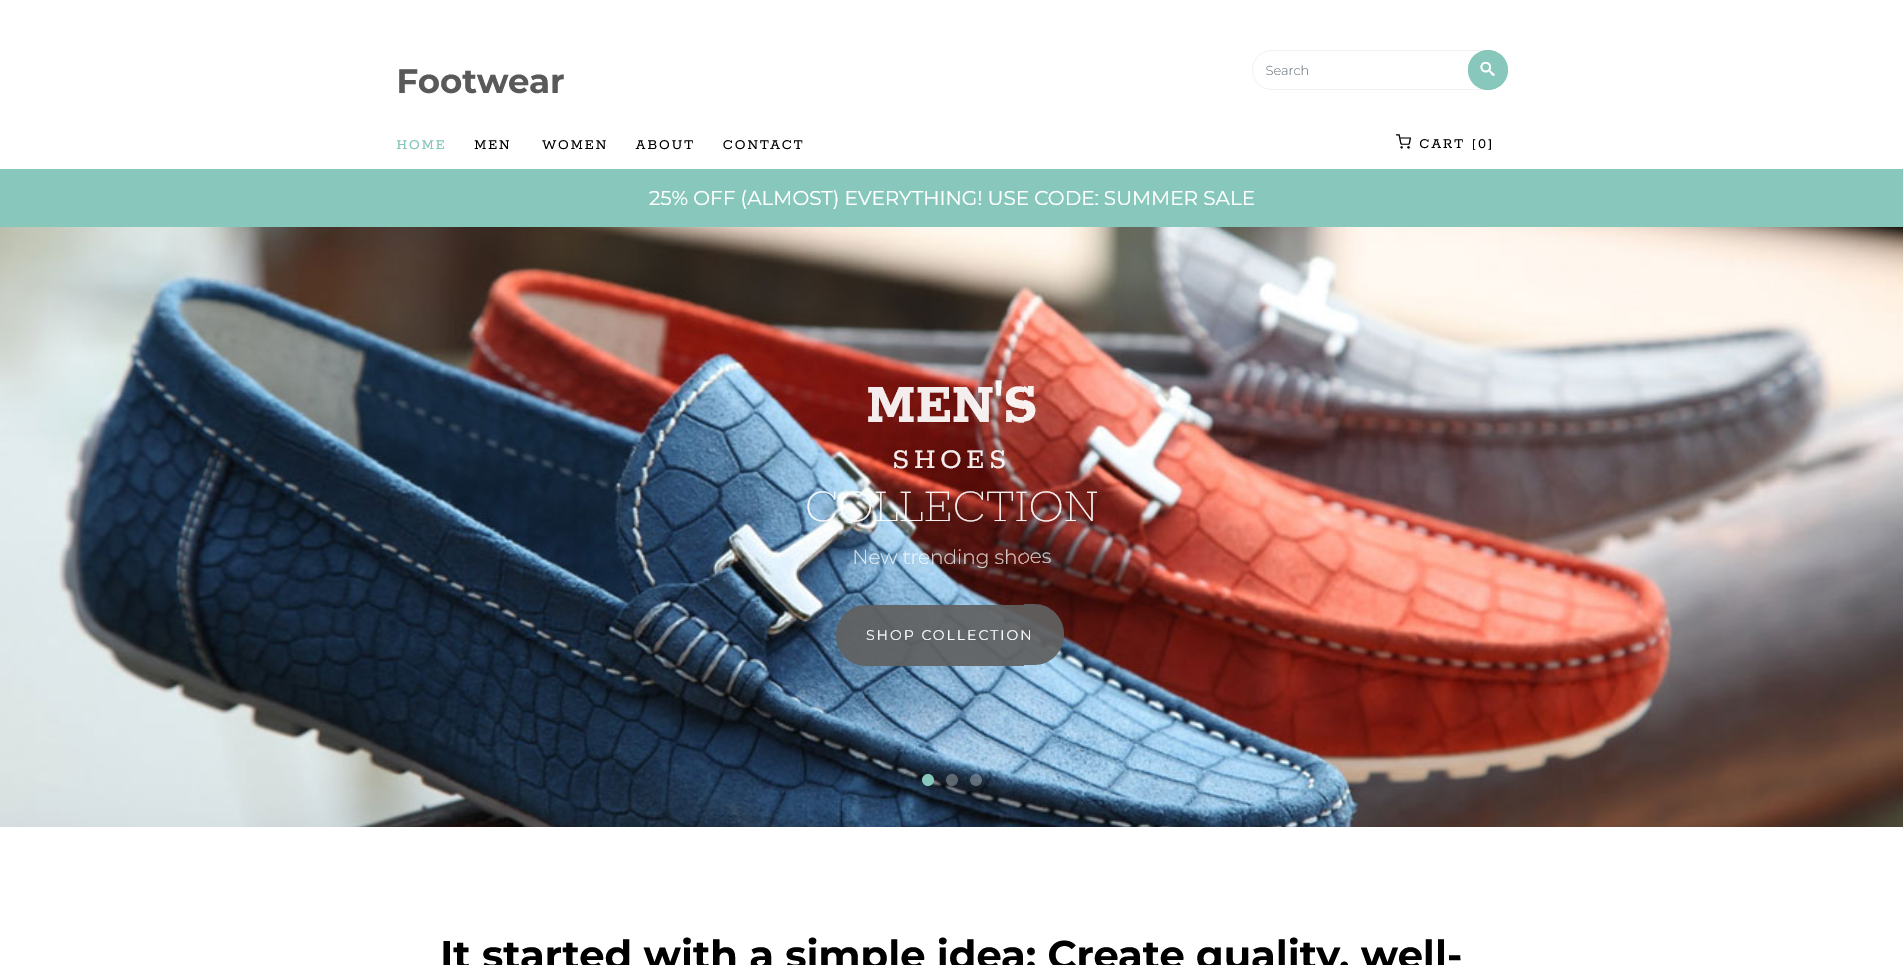 Footwear
Search
HOME MEN WOMEN ABOUT CONTACT
CART [0]
25% OFF (ALMOST) EVERYTHING! USE CODE: SUMMER SALE
MEN'S
SHOES
COLLECTION
New trending shoes
SHOP COLLECTION
It started with a simple idea: Create quality, well-